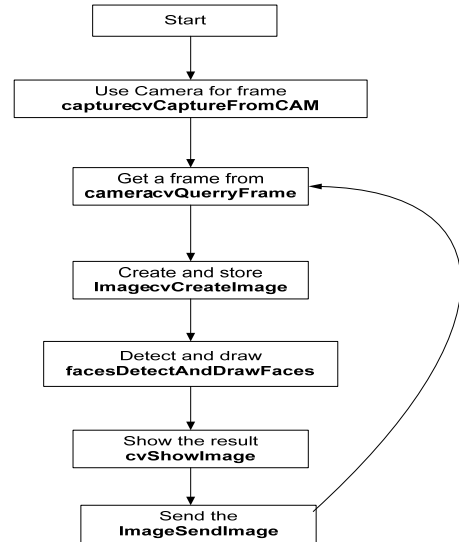 Start
Use Camera for frame
capturecvCaptureFromCAM
Get a frame from
cameracvQuerryFrame
Create and store
ImagecvCreateImage
Detect and draw
facesDetectAndDrawFaces
Show the result
cvShowImage
Send the
ImageSendImage